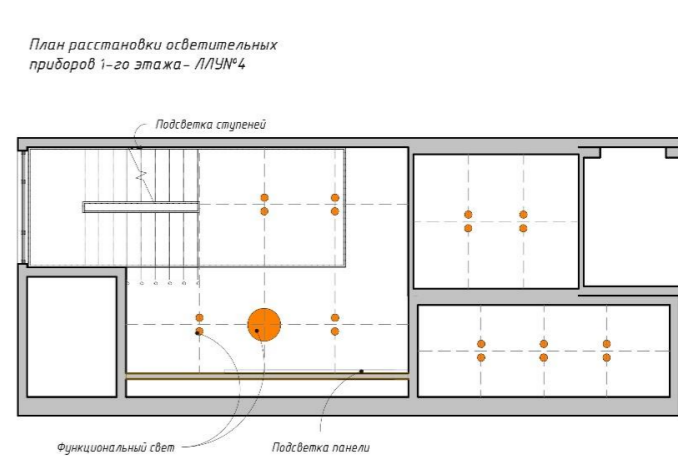 План расстановки осветительных
приборов 1-го этажа- ЛЛУ№4
Подсветка ступеней
Функциональный свет
Подсветка панели